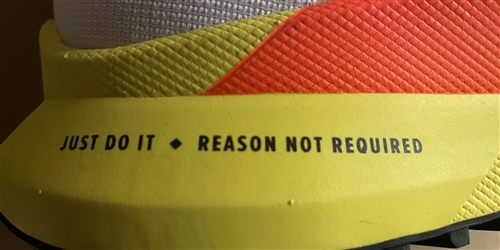 JUST DO IT ◆ REASON NOT REQUIRED